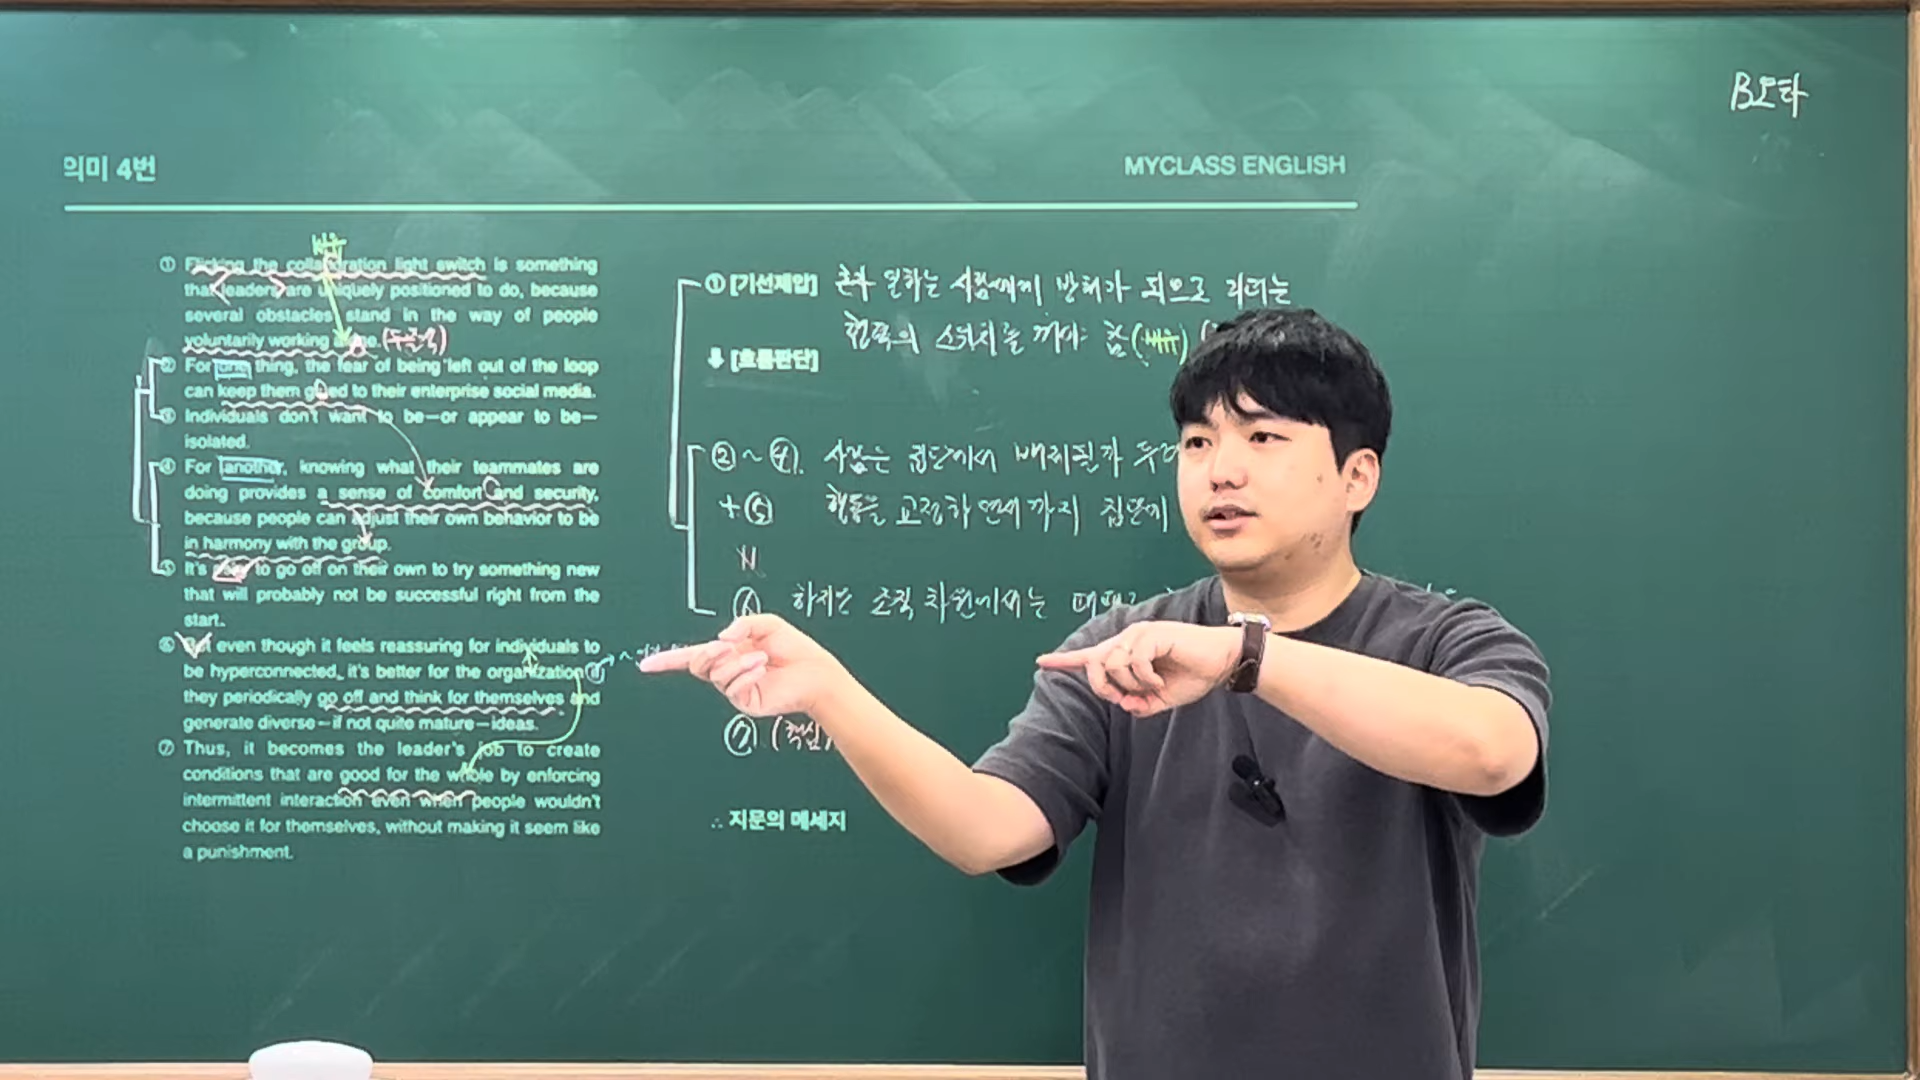 B모라
의미 4번
MYCLASS ENGLISH
① Flicking the collaboration light switch is something
that leaders are uniquely positioned to do, because
several obstacles stand in the way of people
voluntarily working alone.
② For one thing, the fear of being left out of the loop
can keep them glued to their enterprise social media.
③ Individuals don't want to be—or appear to be—
isolated.
④ For another, knowing what their teammates are
doing provides a sense of comfort and security,
because people can adjust their own behavior to be
in harmony with the group.
⑤ It's to go off on their own to try something new
that will probably not be successful right from the
start.
⑥ But even though it feels reassuring for individuals to
be hyperconnected, it's better for the organization if
they periodically go off and think for themselves and
generate diverse—if not quite mature—ideas.
⑦ Thus, it becomes the leader's job to create
conditions that are good for the whole by enforcing
intermittent interaction even when people wouldn't
choose it for themselves, without making it seem like
a punishment.
① [기선제압] 혼자 일하는 사람에게 방해가 되므로 리더는
협력의 스위치를 까야 함
↓ [흐름판단]
②~④. 사람은 집단에서 배제될까
+⑤ 행동을 교정하면서 까지 집단에
⑥ 하지만 조직 차원에서는 때때로
⑦ (핵심)
∴ 지문의 메세지